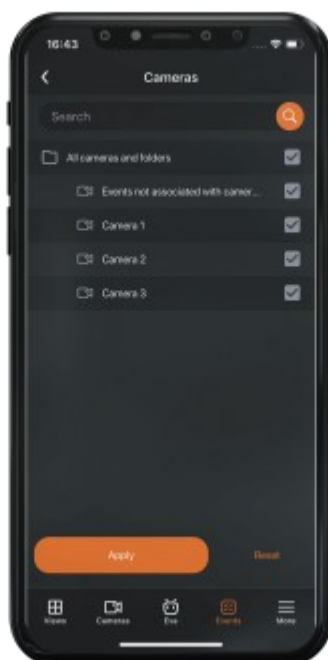 16:43
Cameras
Search
All cameras and folders
Events not associated with camer...
Camera 1
Camera 2
Camera 3
Apply
Reset
Views
Cameras
Eva
Events
More